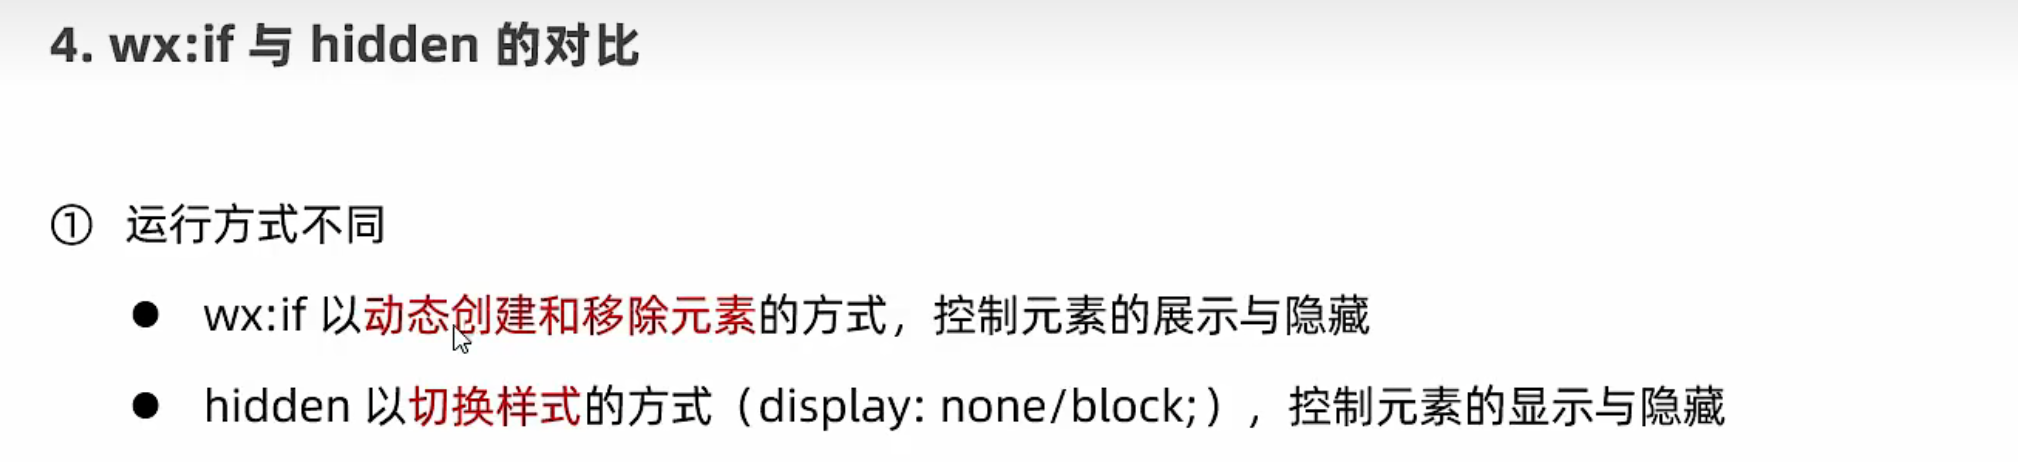 4. wx:if 与 hidden 的对比
① 运行方式不同
● wx:if 以动态创建和移除元素的方式，控制元素的展示与隐藏
● hidden 以切换样式的方式（display: none/block;），控制元素的显示与隐藏